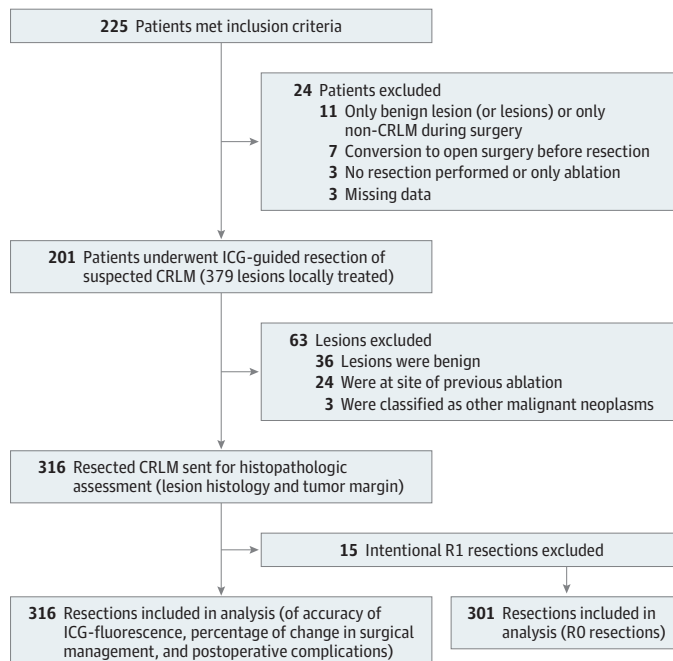 225 Patients met inclusion criteria
24 Patients excluded
11 Only benign lesion (or lesions) or only
non-CRLM during surgery
7 Conversion to open surgery before resection
3 No resection performed or only ablation
3 Missing data
201 Patients underwent ICG-guided resection of
suspected CRLM (379 lesions locally treated)
63 Lesions excluded
36 Lesions were benign
24 Were at site of previous ablation
3 Were classified as other malignant neoplasms
316 Resected CRLM sent for histopathologic
assessment (lesion histology and tumor margin)
15 Intentional R1 resections excluded
316 Resections included in analysis (of accuracy of
ICG-fluorescence, percentage of change in surgical
management, and postoperative complications)
301 Resections included in
analysis (R0 resections)